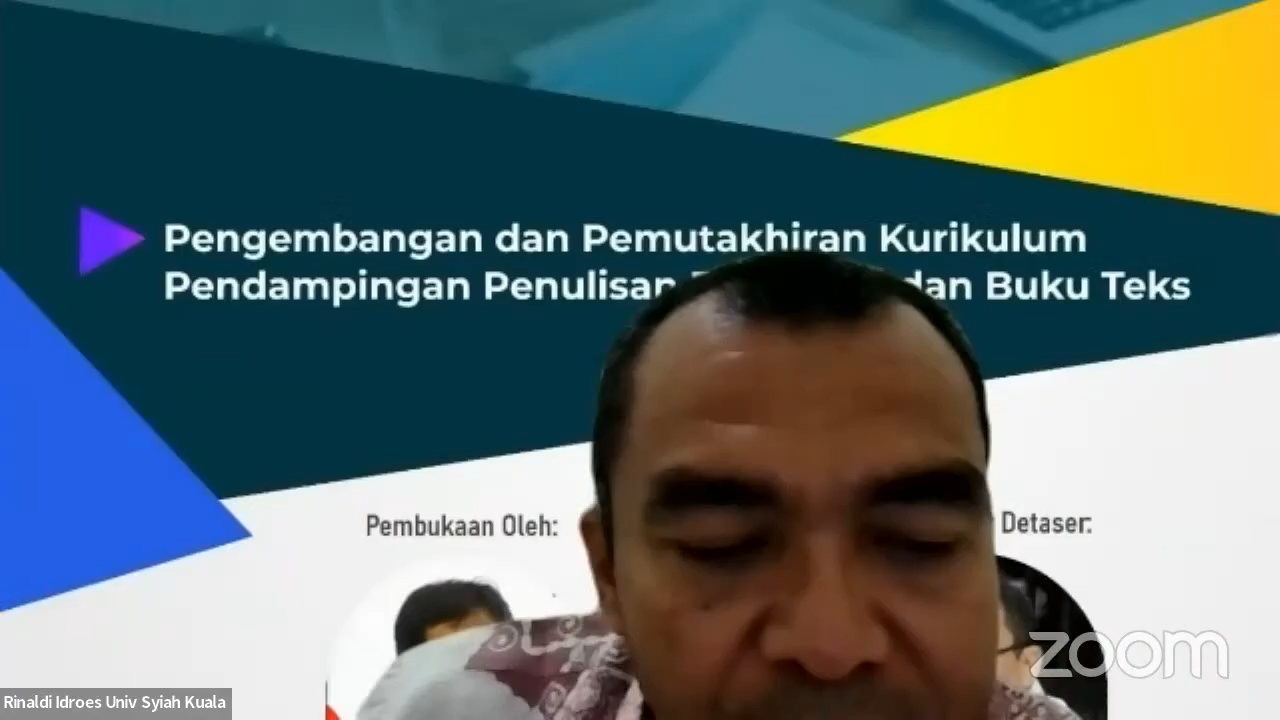 Pengembangan dan Pemutakhiran Kurikulum
Pendampingan Penulisan dan Buku Teks
Pembukaan Oleh:
Detaser:
zoom
Rinaldi Idroes Univ Syiah Kuala